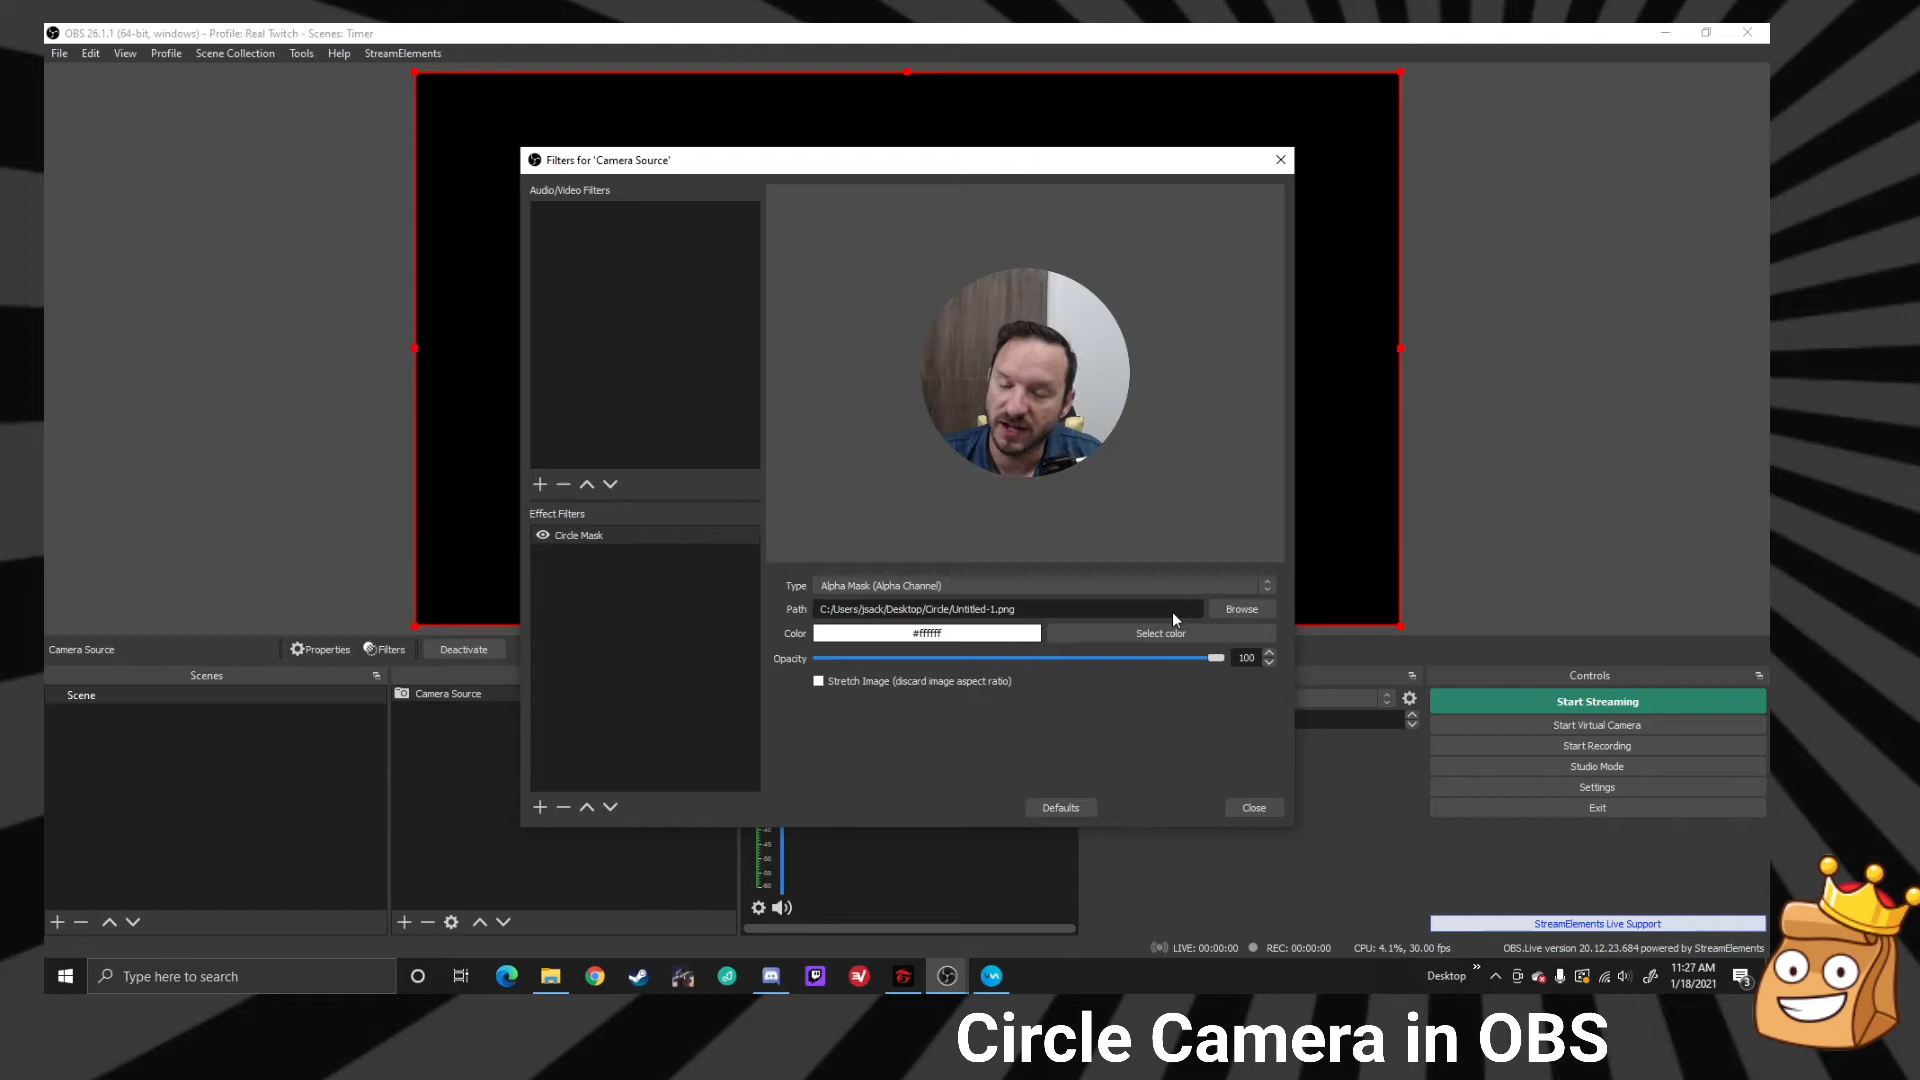 OBS 26.1.1 (64-bit, windows) - Profile: Real Twitch - Scenes: Timer
File Edit View Profile Scene Collection Tools Help StreamElements
Filters for 'Camera Source'
Audio/Video Filters
Effect Filters
Circle Mask
Type Alpha Mask (Alpha Channel)
Path C:/Users/jsack/Desktop/Circle/Untitled-1.png Browse
Color #ffffff Select color
Opacity 100
Stretch Image (discard image aspect ratio)
Defaults Close
Camera Source Properties Filters Deactivate
Scenes
Scene
Camera Source
Controls
Start Streaming
Start Virtual Camera
Start Recording
Studio Mode
Settings
Exit
-40
-45
-50
-55
-60
StreamElements Live Support
LIVE: 00:00:00 REC: 00:00:00 CPU: 4.1%, 30.00 fps OBS.Live version 20.12.23.684 powered by StreamElements
Type here to search
Desktop
11:27 AM
1/18/2021
3
Circle Camera in OBS